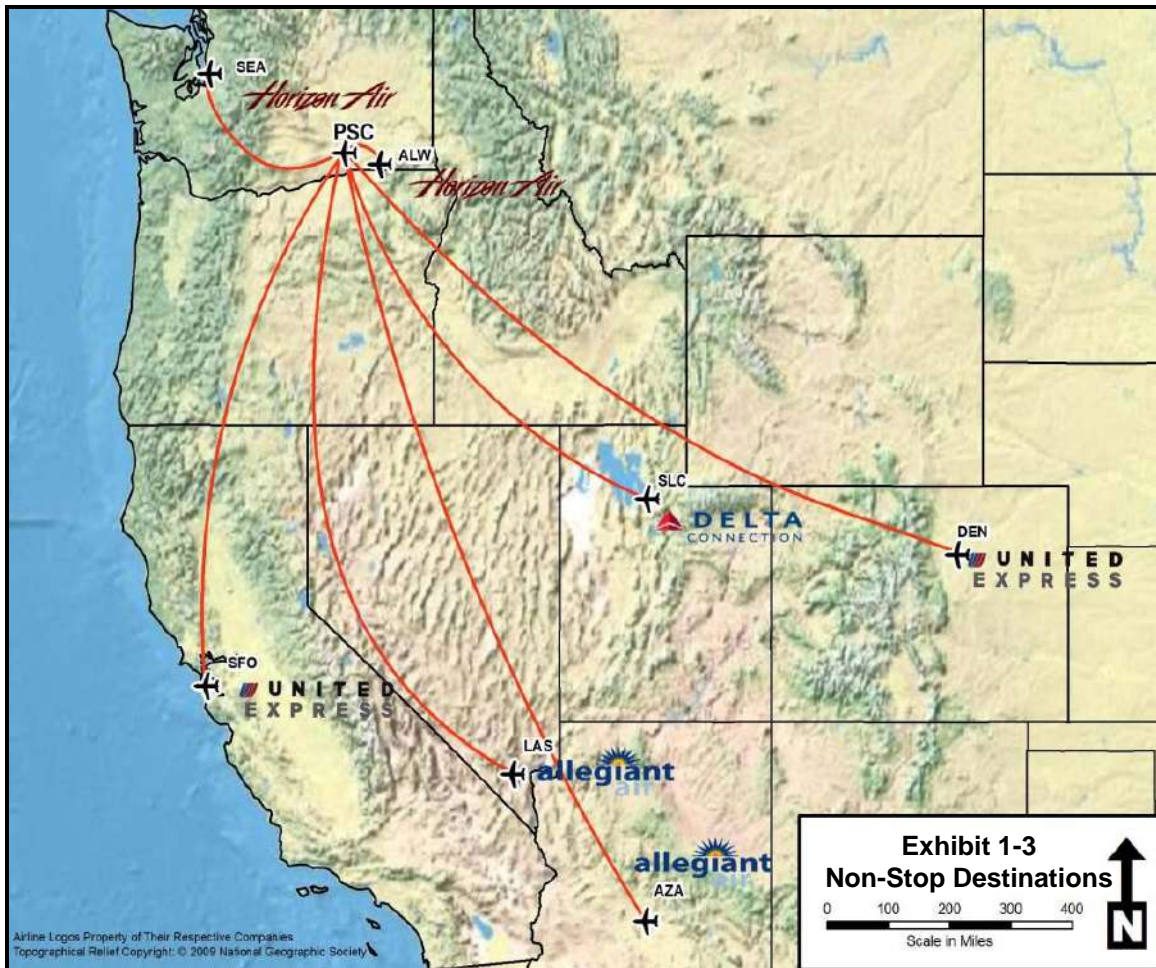 SEA
Horizon Air
PSC
ALW
Horizon Air
SLC
DELTA
CONNECTION
DEN
UNITED
EXPRESS
SFO
UNITED
EXPRESS
LAS
allegiant
air
allegiant
air
AZA
Exhibit 1-3
Non-Stop Destinations
0 100 200 300 400
Scale in Miles
N
Airline Logos Property of Their Respective Companies
Topographical Relief Copyright: © 2009 National Geographic Society